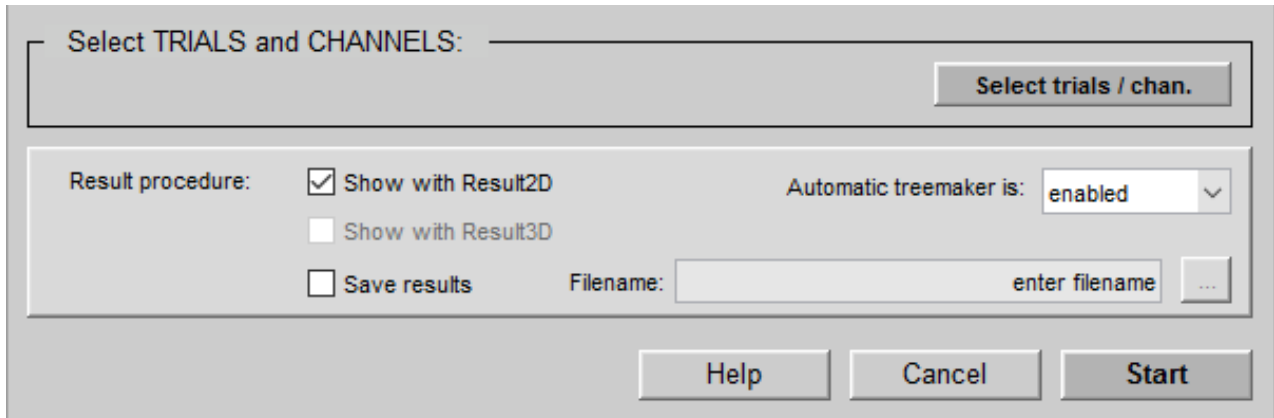 Select TRIALS and CHANNELS:
Select trials / chan.
Result procedure:
Show with Result2D
Automatic treemaker is:
enabled
Show with Result3D
Save results
Filename:
enter filename
...
Help
Cancel
Start